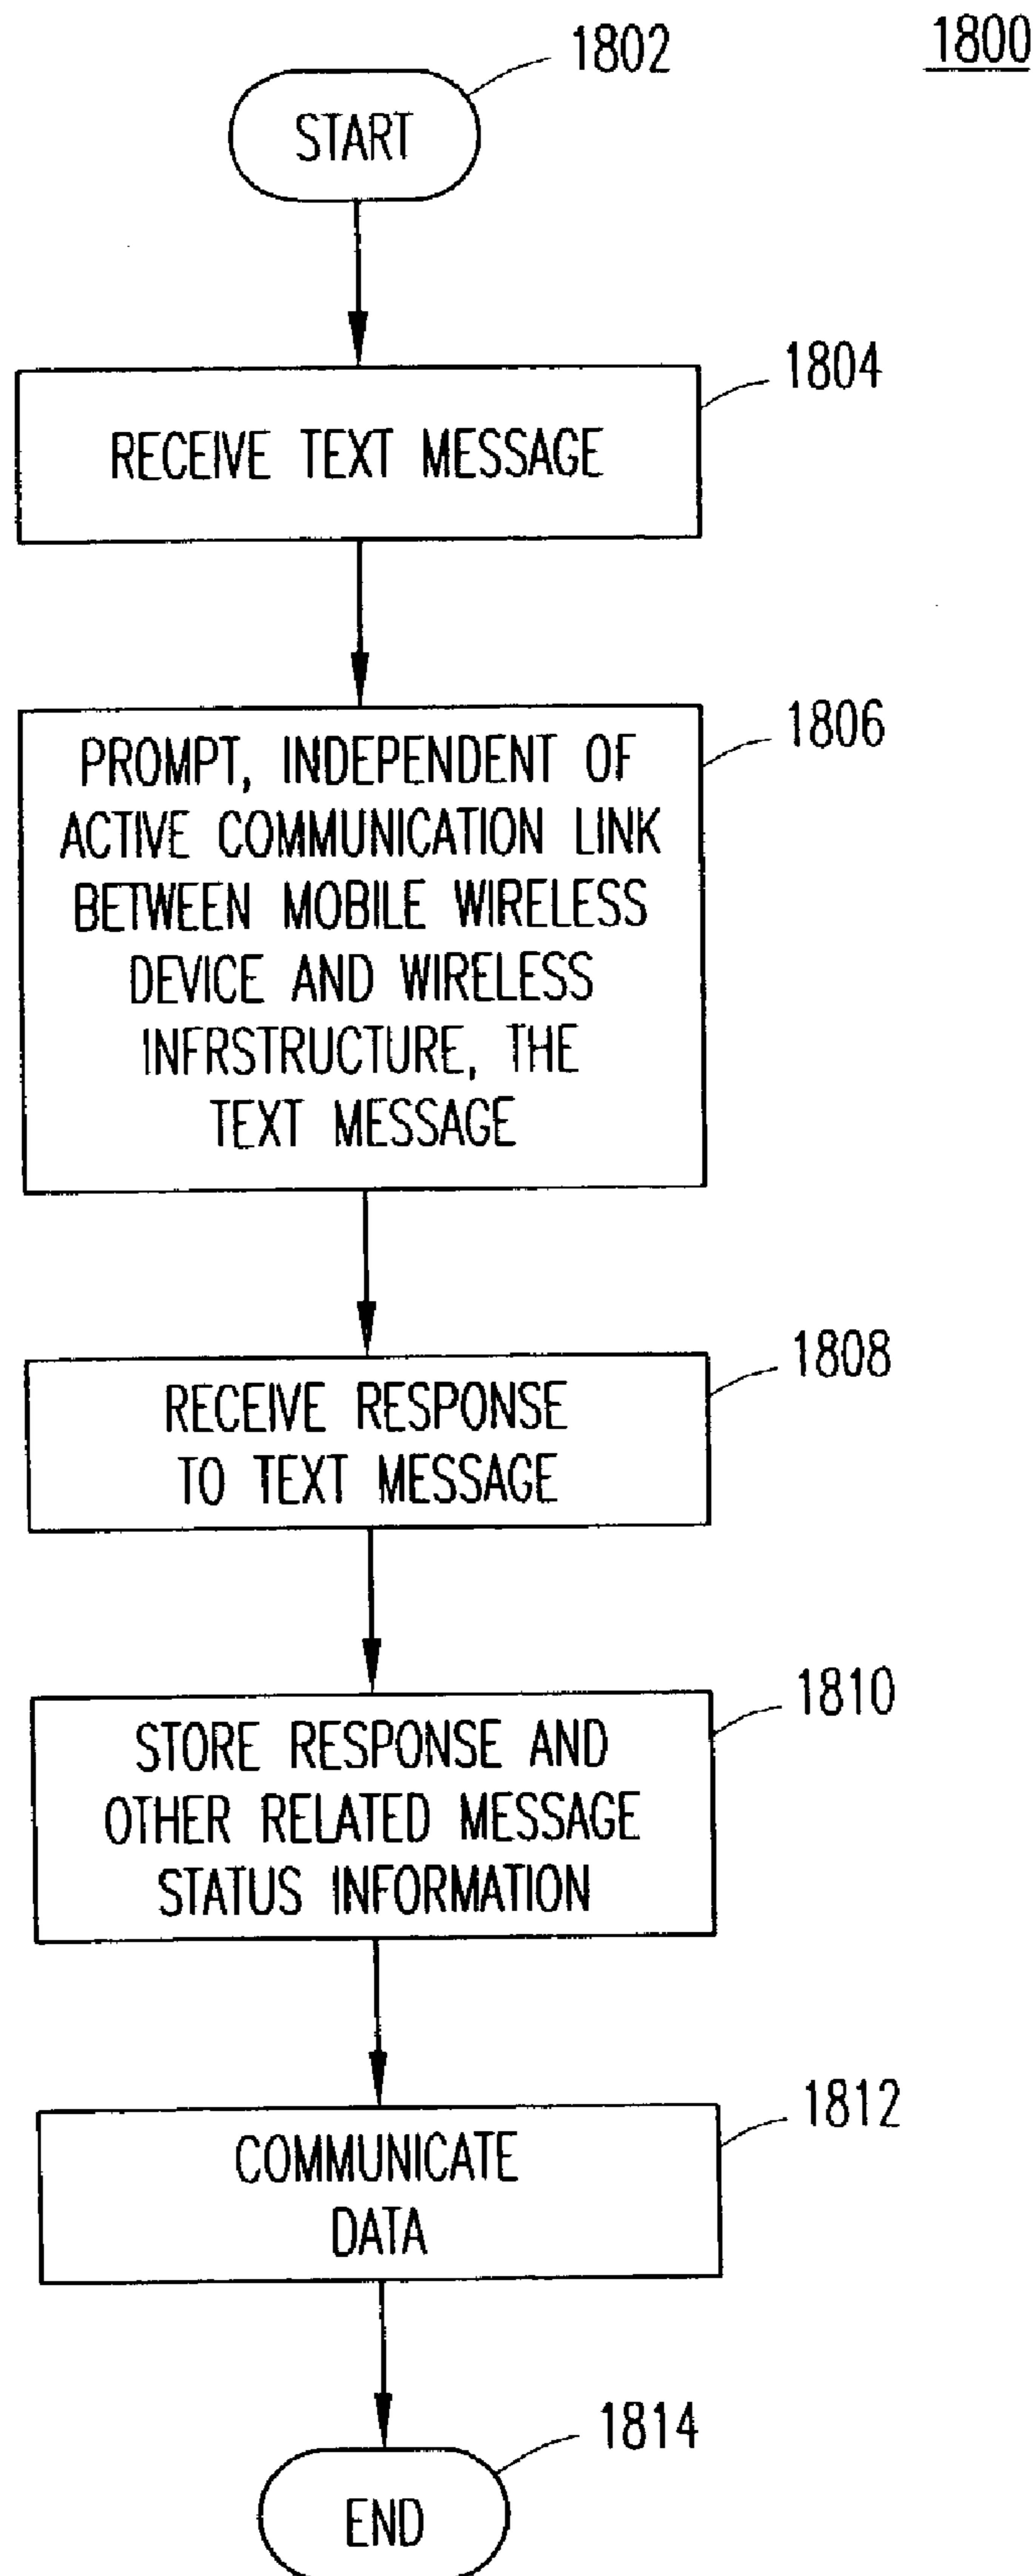 1800
1802
START
1804
RECEIVE TEXT MESSAGE
1806
PROMPT, INDEPENDENT OF
ACTIVE COMMUNICATION LINK
BETWEEN MOBILE WIRELESS
DEVICE AND WIRELESS
INFRSTRUCTURE, THE
TEXT MESSAGE
1808
RECEIVE RESPONSE
TO TEXT MESSAGE
1810
STORE RESPONSE AND
OTHER RELATED MESSAGE
STATUS INFORMATION
1812
COMMUNICATE
DATA
1814
END